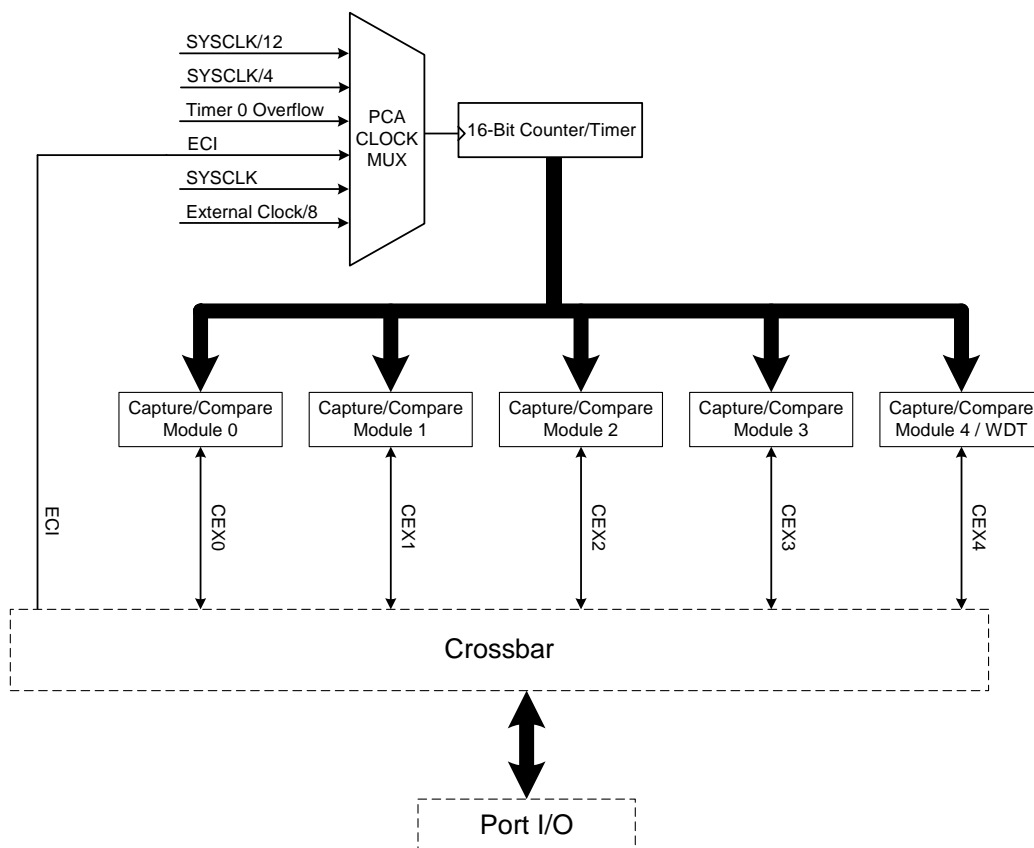 SYSCLK/12
SYSCLK/4
Timer 0 Overflow
ECI
SYSCLK
External Clock/8
PCA
CLOCK
MUX
16-Bit Counter/Timer
Capture/Compare
Module 0
Capture/Compare
Module 1
Capture/Compare
Module 2
Capture/Compare
Module 3
Capture/Compare
Module 4 / WDT
ECI
CEX0
CEX1
CEX2
CEX3
CEX4
Crossbar
Port I/O